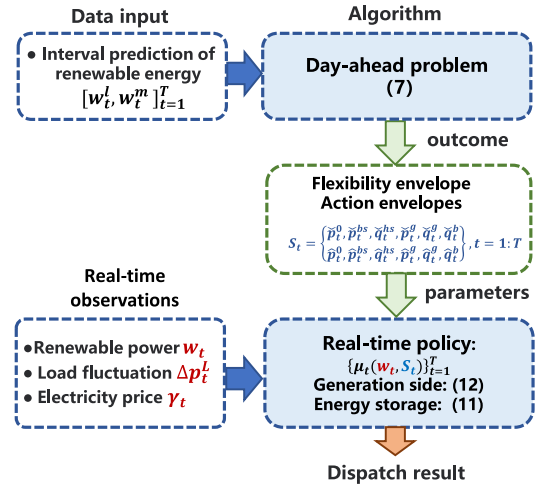 Data input
Algorithm
● Interval prediction of
renewable energy
[w_t^l, w_t^m]_{t=1}^T
Day-ahead problem
(7)
outcome
Flexibility envelope
Action envelopes
S_t = { p̌_t^0, p̌_t^{bs}, q̌_t^{hs}, p̌_t^g, q̌_t^g, q̌_t^b
p̂_t^0, p̂_t^{bs}, q̂_t^{hs}, p̂_t^g, q̂_t^g, q̂_t^b }, t = 1: T
parameters
Real-time
observations
●Renewable power w_t
● Load fluctuation Δp_t^L
● Electricity price γ_t
Real-time policy:
{μ_t(w_t, S_t)}_{t=1}^T
Generation side: (12)
Energy storage: (11)
Dispatch result